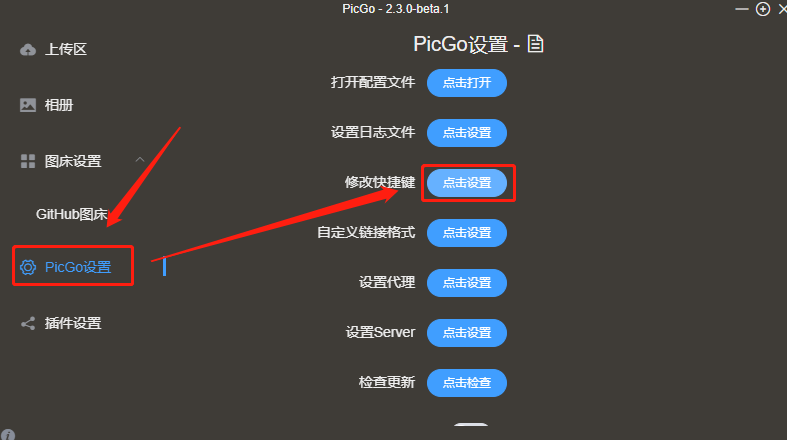 PicGo - 2.3.0-beta.1
上传区
相册
图床设置
GitHub图床
PicGo设置
插件设置
PicGo设置 -
打开配置文件 点击打开
设置日志文件 点击设置
修改快捷键 点击设置
自定义链接格式 点击设置
设置代理 点击设置
设置Server 点击设置
检查更新 点击检查